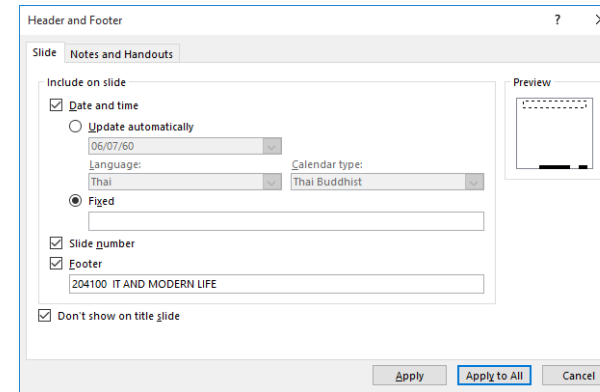 Header and Footer ?
Slide Notes and Handouts
Include on slide
Date and time
Update automatically
06/07/60
Language: Calendar type:
Thai Thai Buddhist
Fixed
Slide number
Footer
204100 IT AND MODERN LIFE
Don't show on title slide
Preview
Apply Apply to All Cancel